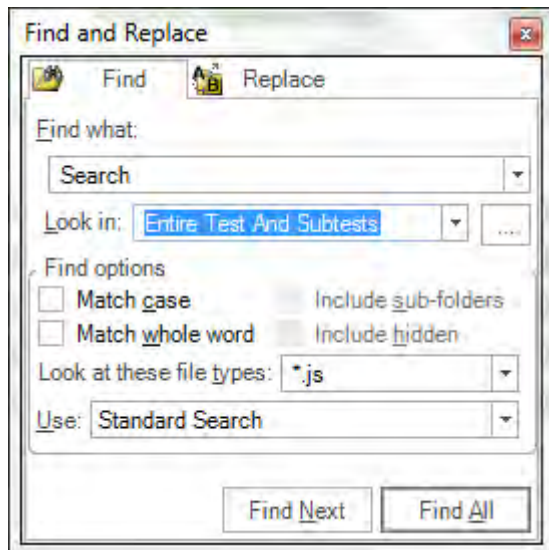 Find and Replace
Find Replace
Find what:
Search
Look in: Entire Test And Subtests ...
Find options
Match case Include sub-folders
Match whole word Include hidden
Look at these file types: *.js
Use: Standard Search
Find Next Find All